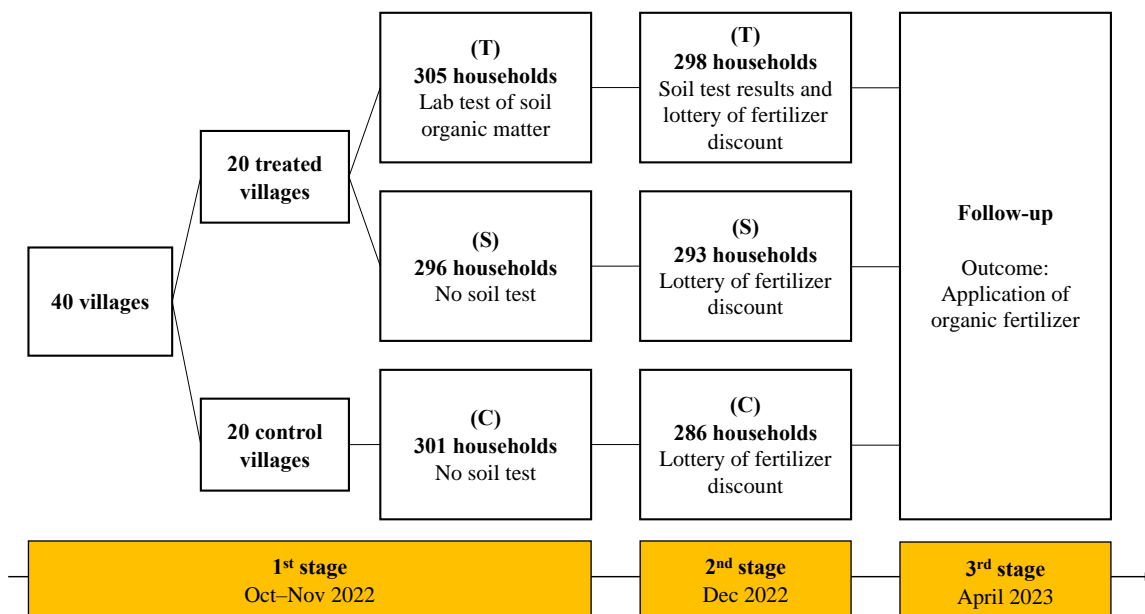 40 villages
20 treated
villages
20 control
villages
(T)
305 households
Lab test of soil
organic matter
(S)
296 households
No soil test
(C)
301 households
No soil test
(T)
298 households
Soil test results and
lottery of fertilizer
discount
(S)
293 households
Lottery of fertilizer
discount
(C)
286 households
Lottery of fertilizer
discount
Follow-up
Outcome:
Application of
organic fertilizer
1st stage
Oct–Nov 2022
2nd stage
Dec 2022
3rd stage
April 2023